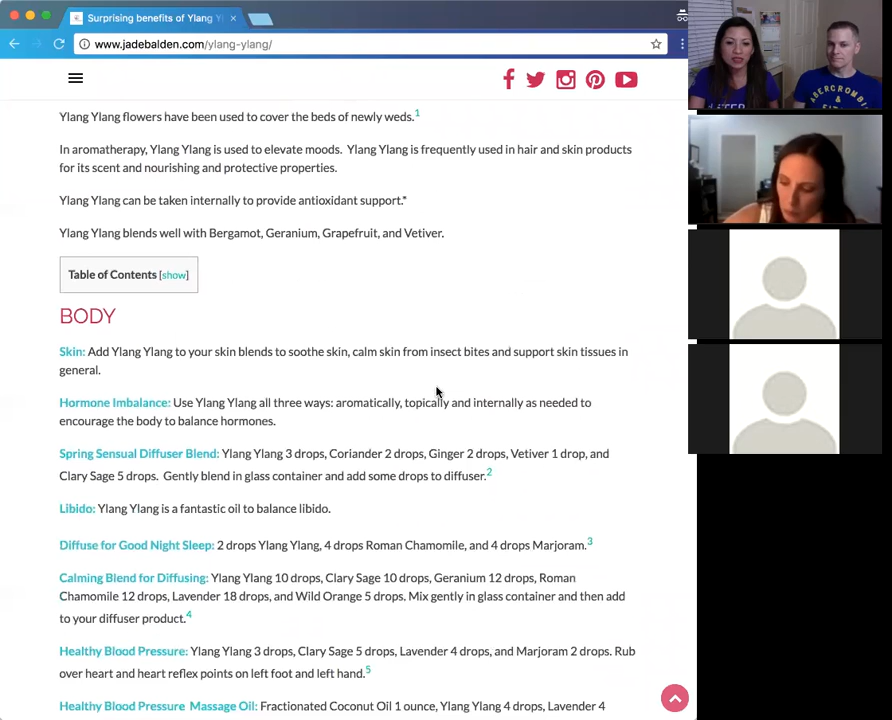 Surprising benefits of Ylang Y
www.jadebalden.com/ylang-ylang/
Ylang Ylang flowers have been used to cover the beds of newly weds.1
In aromatherapy, Ylang Ylang is used to elevate moods. Ylang Ylang is frequently used in hair and skin products
for its scent and nourishing and protective properties.
Ylang Ylang can be taken internally to provide antioxidant support.*
Ylang Ylang blends well with Bergamot, Geranium, Grapefruit, and Vetiver.
Table of Contents [show]
BODY
Skin: Add Ylang Ylang to your skin blends to soothe skin, calm skin from insect bites and support skin tissues in
general.
Hormone Imbalance: Use Ylang Ylang all three ways: aromatically, topically and internally as needed to
encourage the body to balance hormones.
Spring Sensual Diffuser Blend: Ylang Ylang 3 drops, Coriander 2 drops, Ginger 2 drops, Vetiver 1 drop, and
Clary Sage 5 drops. Gently blend in glass container and add some drops to diffuser.2
Libido: Ylang Ylang is a fantastic oil to balance libido.
Diffuse for Good Night Sleep: 2 drops Ylang Ylang, 4 drops Roman Chamomile, and 4 drops Marjoram.3
Calming Blend for Diffusing: Ylang Ylang 10 drops, Clary Sage 10 drops, Geranium 12 drops, Roman
Chamomile 12 drops, Lavender 18 drops, and Wild Orange 5 drops. Mix gently in glass container and then add
to your diffuser product.4
Healthy Blood Pressure: Ylang Ylang 3 drops, Clary Sage 5 drops, Lavender 4 drops, and Marjoram 2 drops. Rub
over heart and heart reflex points on left foot and left hand.5
Healthy Blood Pressure Massage Oil: Fractionated Coconut Oil 1 ounce, Ylang Ylang 4 drops, Lavender 4
ABERCROMBIE